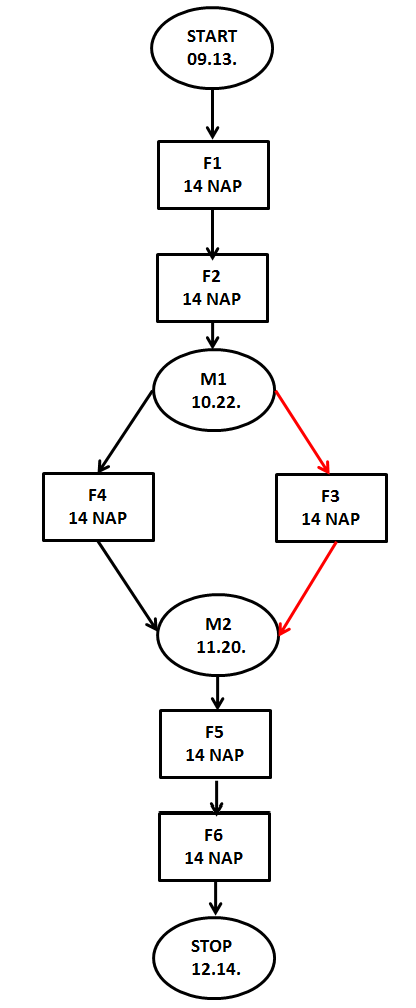 START
09.13.
F1
14 NAP
F2
14 NAP
M1
10.22.
F4
14 NAP
F3
14 NAP
M2
11.20.
F5
14 NAP
F6
14 NAP
STOP
12.14.